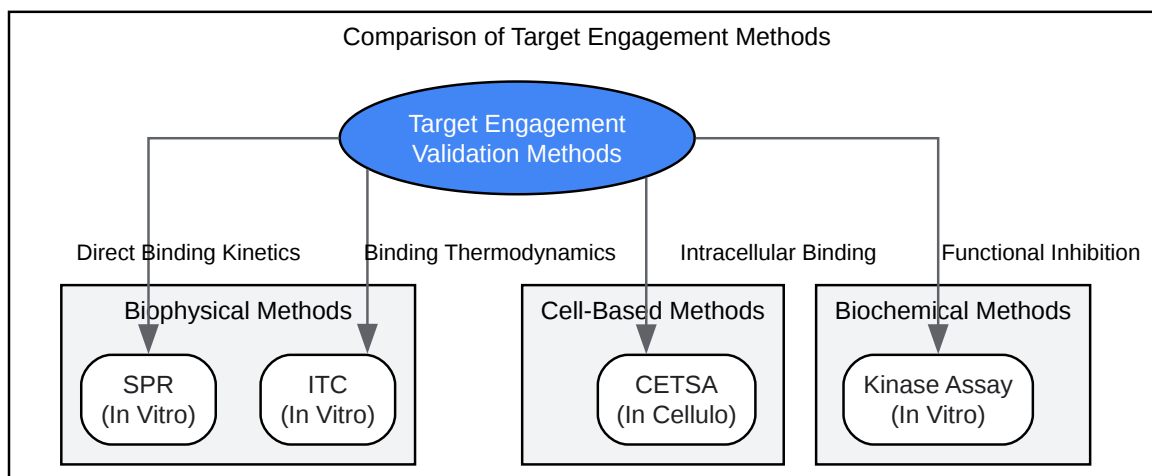 Comparison of Target Engagement Methods
Target Engagement
Validation Methods
Direct Binding Kinetics
Binding Thermodynamics
Intracellular Binding
Functional Inhibition
Biophysical Methods
Cell-Based Methods
Biochemical Methods
SPR
(In Vitro)
ITC
(In Vitro)
CETSA
(In Cellulo)
Kinase Assay
(In Vitro)